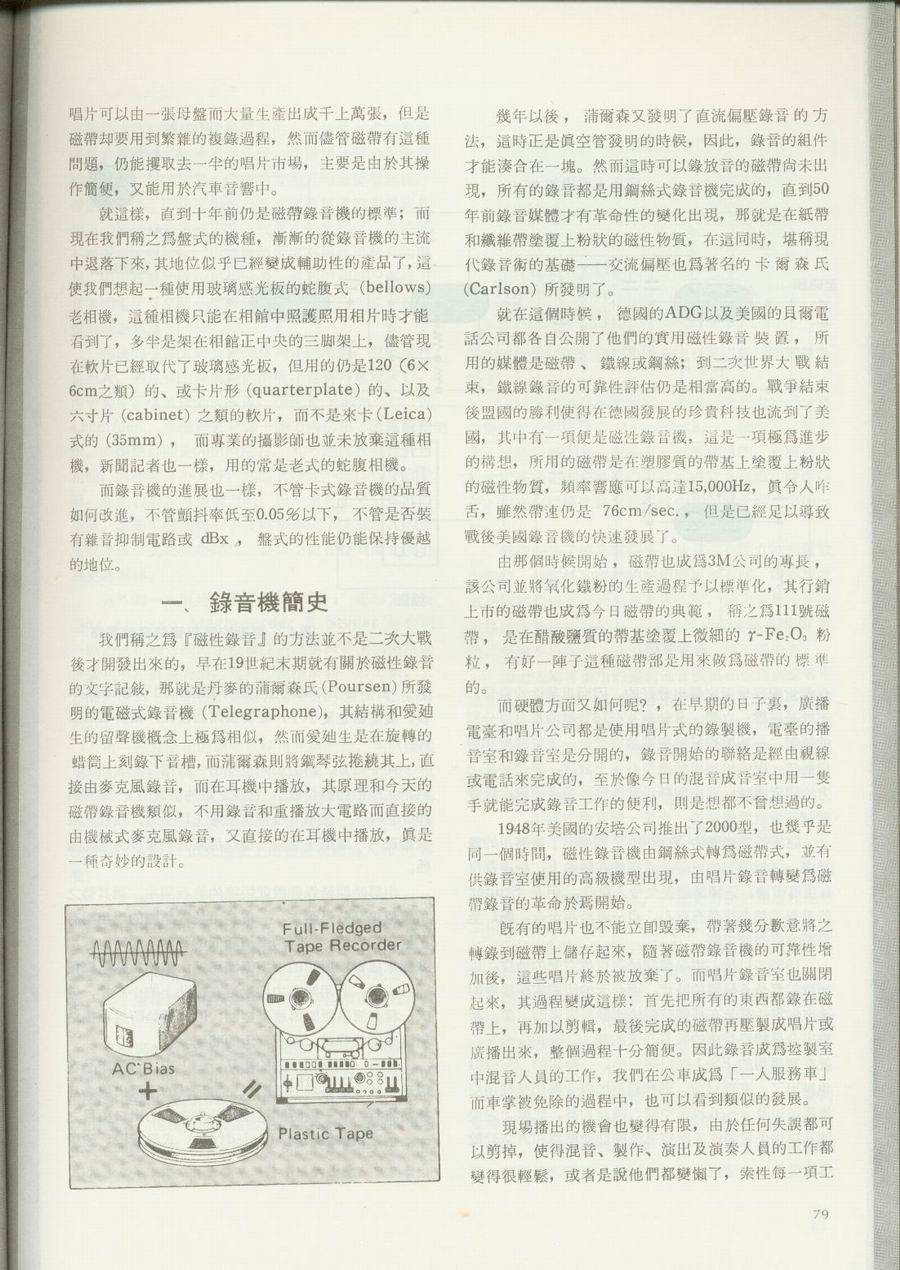 唱片可以由一張母盤而大量生產出成千上萬張，但是
磁帶却要用到繁雜的複錄過程，然而儘管磁帶有這種
問題，仍能攫取去一半的唱片市場，主要是由於其操
作簡便，又能用於汽車音響中。
就這樣，直到十年前仍是磁帶錄音機的標準；而
現在我們稱之爲盤式的機種，漸漸的從錄音機的主流
中退落下來，其地位似乎已經變成輔助性的產品了，這
使我們想起一種使用玻璃感光板的蛇腹式（bellows）
老相機，這種相機只能在相館中照護照用相片時才能
看到了，多半是架在相館正中央的三脚架上，儘管現
在軟片已經取代了玻璃感光板，但用的仍是120（6×
6cm之類）的、或卡片形（quarterplate）的、以及
六寸片（cabinet）之類的軟片，而不是來卡（Leica）
式的（35mm），而專業的攝影師也並未放棄這種相
機，新聞記者也一樣，用的常是老式的蛇腹相機。
而錄音機的進展也一樣，不管卡式錄音機的品質
如何改進，不管顫抖率低至0.05%以下，不管是否裝
有雜音抑制電路或 dBx，盤式的性能仍能保持優越
的地位。
一、錄音機簡史
我們稱之爲『磁性錄音』的方法並不是二次大戰
後才開發出來的，早在19世紀末期就有關於磁性錄音
的文字記敍，那就是丹麥的蒲爾森氏（Poursen）所發
明的電磁式錄音機（Telegraphone)，其結構和愛廸
生的留聲機概念上極爲相似，然而愛廸生是在旋轉的
蜡筒上刻錄下音槽，而蒲爾森則將鋼琴弦捲繞其上，直
接由麥克風錄音，而在耳機中播放，其原理和今天的
磁帶錄音機類似，不用錄音和重播放大電路而直接的
由機械式麥克風錄音，又直接的在耳機中播放，眞是
一種奇妙的設計。
Full-Fledged
Tape Recorder
AC Bias
+
Plastic Tape
幾年以後，蒲爾森又發明了直流偏壓錄音的方
法，這時正是眞空管發明的時候，因此，錄音的組件
才能湊合在一塊。然而這時可以錄放音的磁帶尙未出
現，所有的錄音都是用鋼絲式錄音機完成的，直到50
年前錄音媒體才有革命性的變化出現，那就是在紙帶
和纖維帶塗覆上粉狀的磁性物質，在這同時，堪稱現
代錄音術的基礎——交流偏壓也爲著名的卡爾森氏
(Carlson）所發明了。
就在這個時候，德國的ADG以及美國的貝爾電
話公司都各自公開了他們的實用磁性錄音裝置，所
用的媒體是磁帶、鐵線或鋼絲；到二次世界大戰結
束，鐵線錄音的可靠性評估仍是相當高的。戰爭結束
後盟國的勝利使得在德國發展的珍貴科技也流到了美
國，其中有一項便是磁性錄音機，這是一項極爲進步
的構想，所用的磁帶是在塑膠質的帶基上塗覆上粉狀
的磁性物質，頻率響應可以高達15,000Hz，眞令人咋
舌，雖然帶速仍是 76cm/sec.，但是已經足以導致
戰後美國錄音機的快速發展了。
由那個時候開始，磁帶也成爲3M公司的專長，
該公司並將氧化鐵粉的生產過程予以標準化，其行銷
上市的磁帶也成爲今日磁帶的典範，稱之爲111號磁
帶，是在醋酸鹽質的帶基塗覆上微細的 γ-Fe₂O₃ 粉
粒，有好一陣子這種磁帶都是用來做爲磁帶的標準
的。
而硬體方面又如何呢？，在早期的日子裏，廣播
電臺和唱片公司都是使用唱片式的錄製機，電臺的播
音室和錄音室是分開的，錄音開始的聯絡是經由視線
或電話來完成的，至於像今日的混音成音室中用一隻
手就能完成錄音工作的便利，則是想都不曾想過的。
1948年美國的安培公司推出了2000型，也幾乎是
同一個時間，磁性錄音機由鋼絲式轉爲磁帶式，並有
供錄音室使用的高級機型出現，由唱片錄音轉變爲磁
帶錄音的革命於焉開始。
旣有的唱片也不能立卽毀棄，帶著幾分歉意將之
轉錄到磁帶上儲存起來，隨著磁帶錄音機的可靠性增
加後，這些唱片終於被放棄了。而唱片錄音室也關閉
起來，其過程變成這樣：首先把所有的東西都錄在磁
帶上，再加以剪輯，最後完成的磁帶再壓製成唱片或
廣播出來，整個過程十分簡便。因此錄音成爲控製室
中混音人員的工作，我們在公車成爲「一人服務車」
而車掌被免除的過程中，也可以看到類似的發展。
現場播出的機會也變得有限，由於任何失誤都可
以剪掉，使得混音、製作、演出及演奏人員的工作都
變得很輕鬆，或者是說他們都變懶了，索性每一項工
79